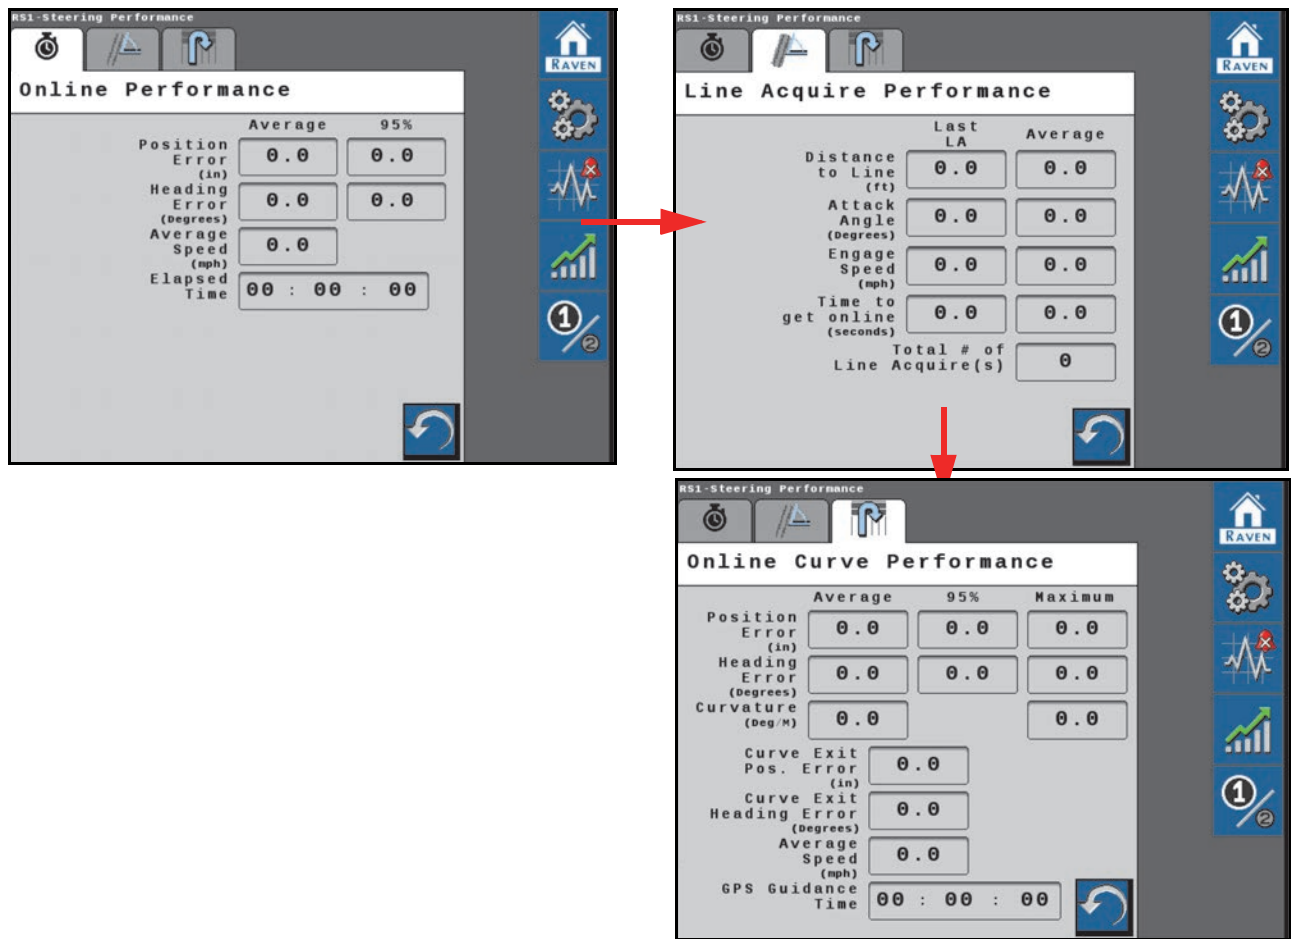 RS1-Steering Performance
Online Performance
Average 95%
Position
Error
(in)
0.0 0.0
Heading
Error
(Degrees)
0.0 0.0
Average
Speed
(mph)
0.0
Elapsed
Time
00 : 00 : 00
RAVEN
1/2
RS1-Steering Performance
Line Acquire Performance
Last
LA
Average
Distance
to Line
(ft)
0.0 0.0
Attack
Angle
(Degrees)
0.0 0.0
Engage
Speed
(mph)
0.0 0.0
Time to
get online
(seconds)
0.0 0.0
Total # of
Line Acquire(s)
0
RAVEN
1/2
RS1-Steering Performance
Online Curve Performance
Average 95% Maximum
Position
Error
(in)
0.0 0.0 0.0
Heading
Error
(Degrees)
0.0 0.0 0.0
Curvature
(Deg/M)
0.0 0.0
Curve Exit
Pos. Error
(in)
0.0
Curve Exit
Heading Error
(Degrees)
0.0
Average
Speed
(mph)
0.0
GPS Guidance
Time
00 : 00 : 00
RAVEN
1/2